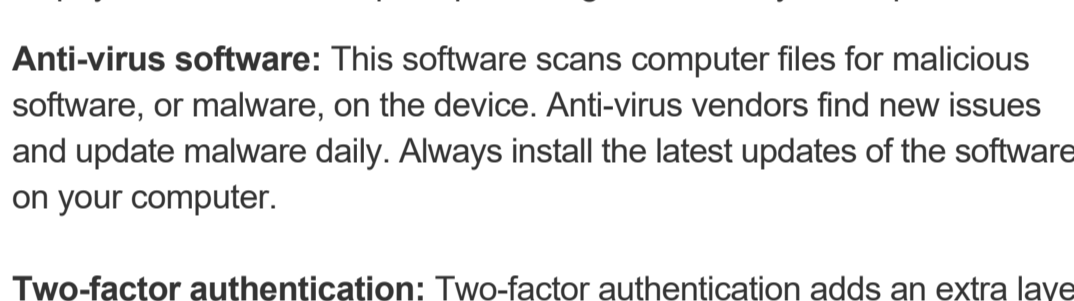 Anti-virus software: This software scans computer files for malicious
software, or malware, on the device. Anti-virus vendors find new issues
and update malware daily. Always install the latest updates of the software
on your computer.
Two-factor authentication: Two-factor authentication adds an extra